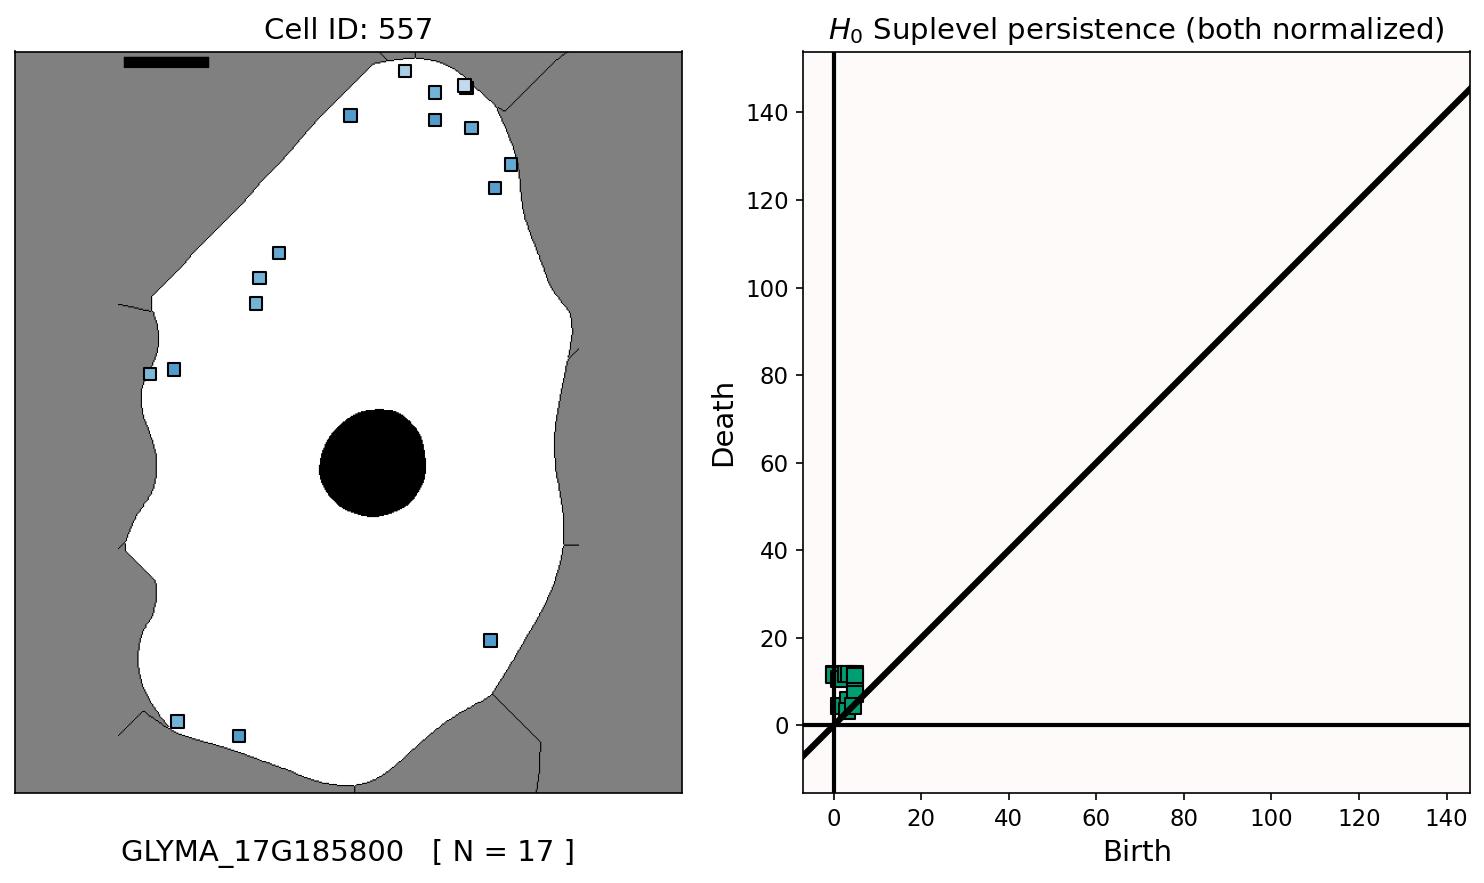 Cell ID: 557
H0 Suplevel persistence (both normalized)
140
120
100
80
60
40
20
0
Death
0 20 40 60 80 100 120 140
Birth
GLYMA_17G185800 [ N = 17 ]